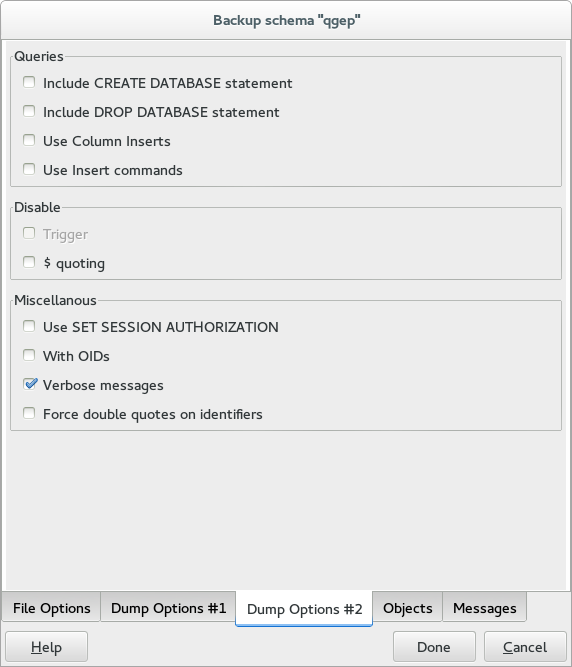 Backup schema "qgep"
Queries
Include CREATE DATABASE statement
Include DROP DATABASE statement
Use Column Inserts
Use Insert commands
Disable
Trigger
$ quoting
Miscellanous
Use SET SESSION AUTHORIZATION
With OIDs
Verbose messages
Force double quotes on identifiers
File Options Dump Options #1 Dump Options #2 Objects Messages
Help Done Cancel